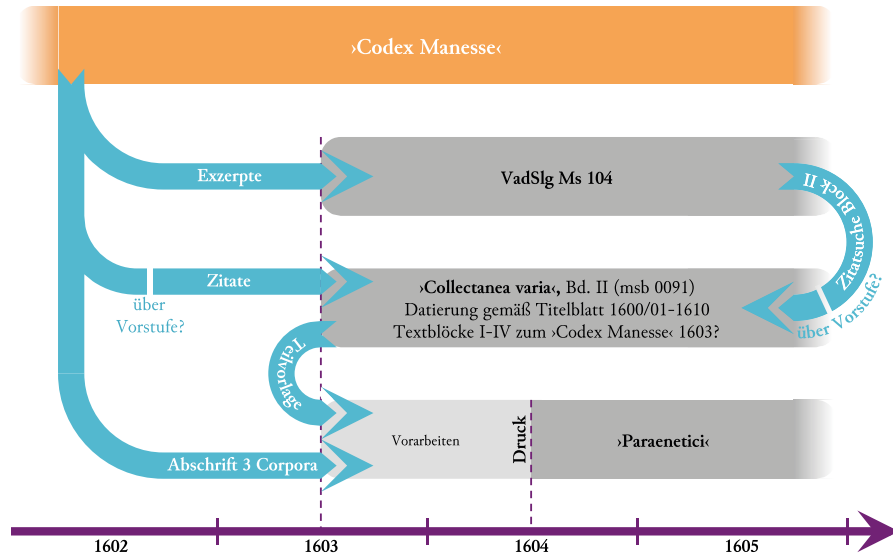 ›Codex Manesse‹
Exzerpte
VadSlg Ms 104
Zitatsuche Block II
Zitate
über
Vorstufe?
›Collectanea varia‹, Bd. II (msb 0091)
Datierung gemäß Titelblatt 1600/01–1610
Textblöcke I–IV zum ›Codex Manesse‹ 1603?
über Vorstufe?
Teilvorlage
Vorarbeiten
Druck
›Paraenetici‹
Abschrift 3 Corpora
1602
1603
1604
1605